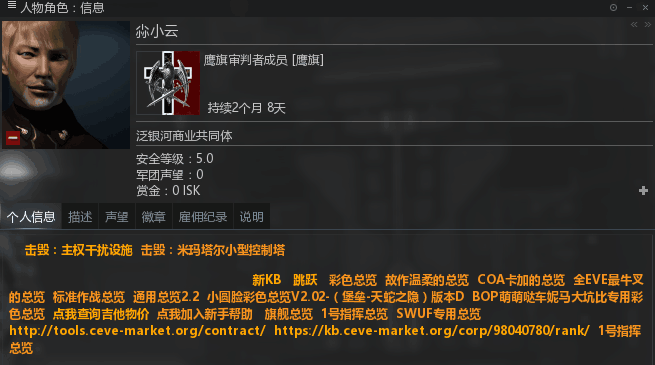 人物角色：信息
尛小云
鹰旗审判者成员 [鹰旗]
持续2个月 8天
泛银河商业共同体
安全等级：5.0
军团声望：0
赏金：0 ISK
个人信息 描述 声望 徽章 雇佣纪录 说明
击毁：主权干扰设施 击毁：米玛塔尔小型控制塔
新KB 跳跃 彩色总览 故作温柔的总览 COA卡加的总览 全EVE最牛叉
的总览 标准作战总览 通用总览2.2 小圆脸彩色总览V2.02-（堡垒-天蛇之隐）版本D BOP萌萌哒车妮马大坑比专用彩
色总览 点我查询吉他物价 点我加入新手帮助 旗舰总览 1号指挥总览 SWUF专用总览
http://tools.ceve-market.org/contract/ https://kb.ceve-market.org/corp/98040780/rank/ 1号指挥
总览